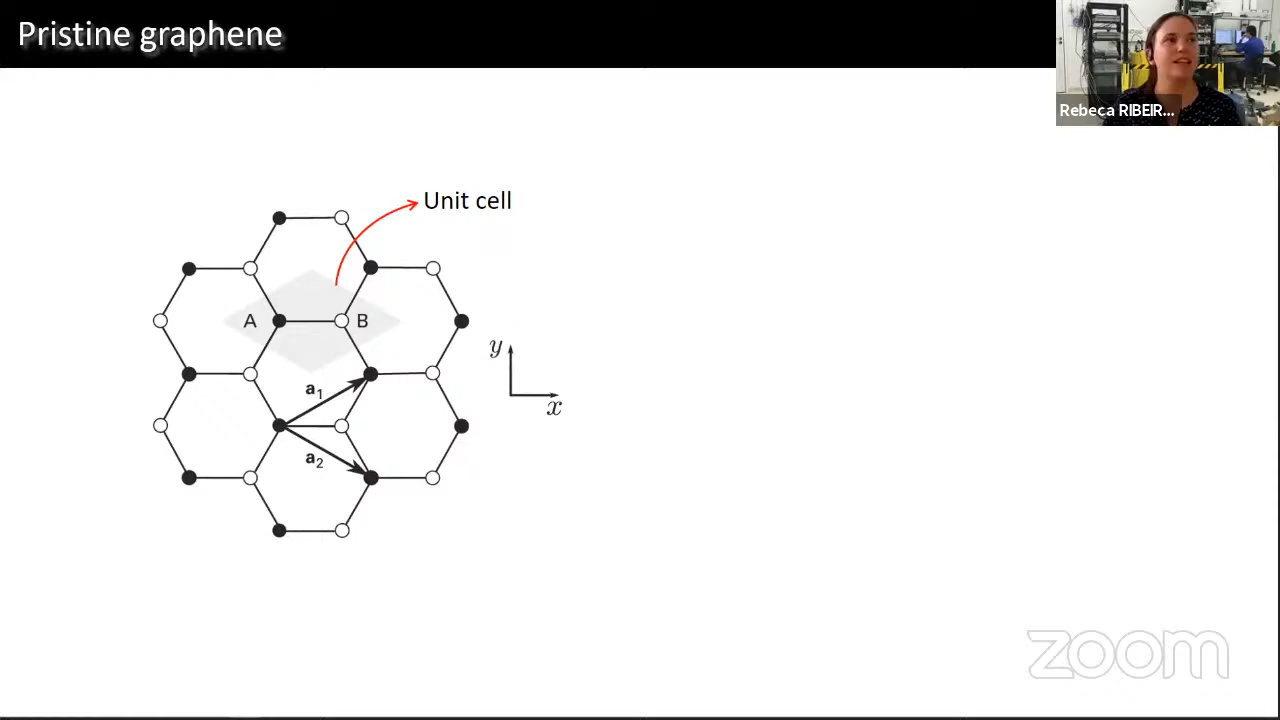 Pristine graphene
Rebeca RIBEIR...
Unit cell
A
B
y
a1
x
a2
zoom